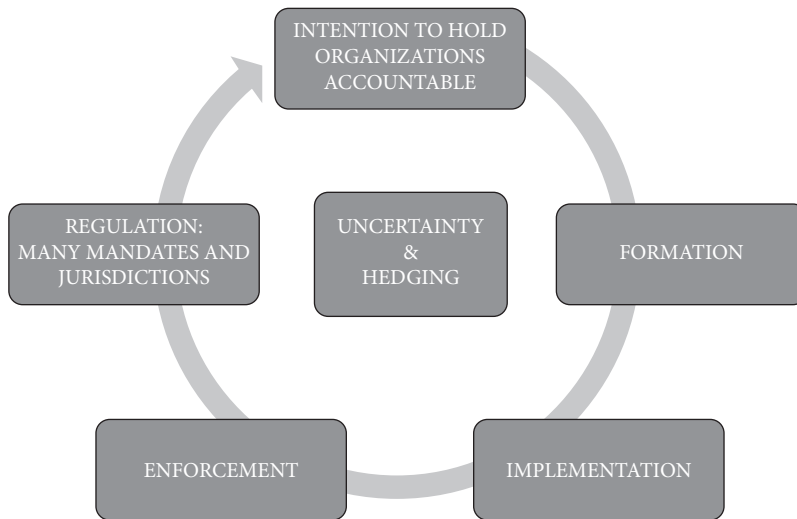 INTENTION TO HOLD
ORGANIZATIONS
ACCOUNTABLE
REGULATION:
MANY MANDATES AND
JURISDICTIONS
UNCERTAINTY
&
HEDGING
FORMATION
ENFORCEMENT
IMPLEMENTATION